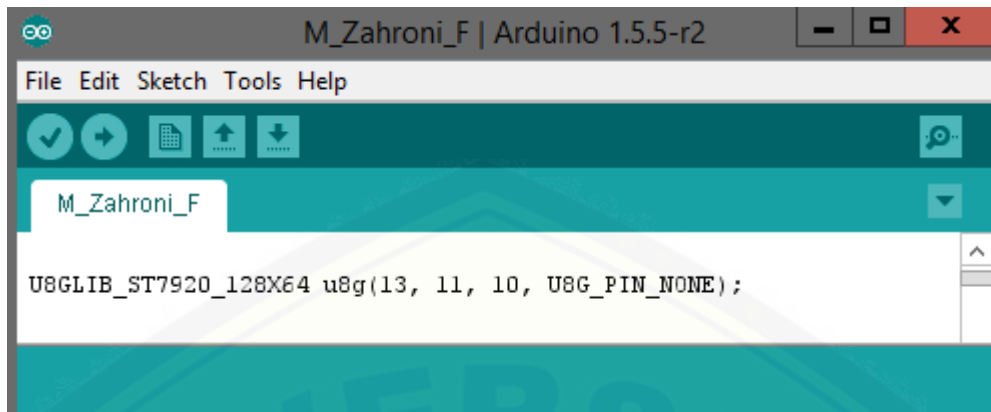 M_Zahroni_F | Arduino 1.5.5-r2
File Edit Sketch Tools Help
M_Zahroni_F
U8GLIB_ST7920_128X64 u8g(13, 11, 10, U8G_PIN_NONE);